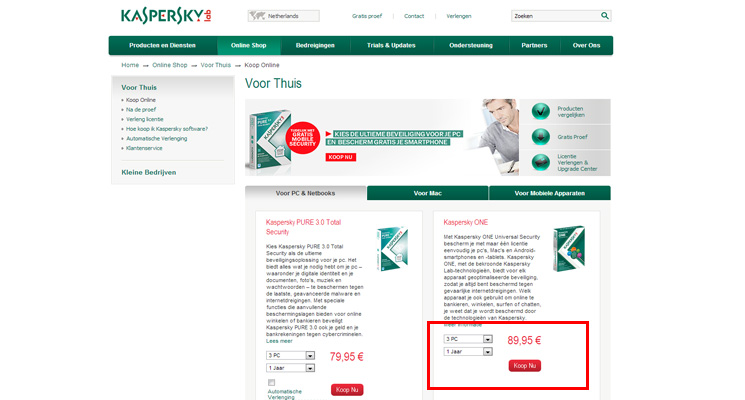 KASPERSKY lab
Netherlands
Gratis proef | Contact | Verlengen
Zoeken
Producten en Diensten
Online Shop
Bedreigingen
Trials & Updates
Ondersteuning
Partners
Over Ons
Home → Online Shop → Voor Thuis → Koop Online
Voor Thuis
Koop Online
Na de proef
Verleng licentie
Hoe koop ik Kaspersky software?
Automatische Verlenging
Klantenservice
Kleine Bedrijven
Voor Thuis
TIJDELIJK MET
GRATIS
MOBILE
SECURITY
KIES DE ULTIEME BEVEILIGING VOOR JE PC
EN BESCHERM GRATIS JE SMARTPHONE
KOOP NU
Producten
vergelijken
Gratis Proef
Licentie
Verlengen &
Upgrade Center
Voor PC & Netbooks
Voor Mac
Voor Mobiele Apparaten
Kaspersky PURE 3.0 Total
Security
Kies Kaspersky PURE 3.0 Total
Security als de ultieme
beveiligingsoplossing voor je pc. Het
biedt alles wat je nodig hebt om je pc –
waaronder je digitale identiteit en je
documenten, foto's, muziek en
wachtwoorden – te beschermen tegen
de laatste, geavanceerde malware en
internetdreigingen. Met speciale
functies die aanvullende
beschermingslagen bieden voor online
winkelen of bankieren beveiligt
Kaspersky PURE 3.0 ook je geld en je
bankrekeningen tegen cybercriminelen.
Lees meer
3 PC
1 Jaar
79,95 €
Automatische
Verlenging
Koop Nu
Kaspersky ONE
Met Kaspersky ONE Universal Security
bescherm je met maar één licentie
eenvoudig je pc's, Mac's en Android-
smartphones en -tablets. Kaspersky
ONE, met de bekroonde Kaspersky
Lab-technologieën, biedt voor elk
apparaat geoptimaliseerde beveiliging,
zodat je altijd bent beschermd tegen
gevaarlijke internetdreigingen. Welk
apparaat je ook gebruikt om online te
bankieren, winkelen, surfen of chatten,
je weet dat je wordt beschermd door
de technologieën van Kaspersky.
Meer informatie
3 PC
1 Jaar
89,95 €
Koop Nu